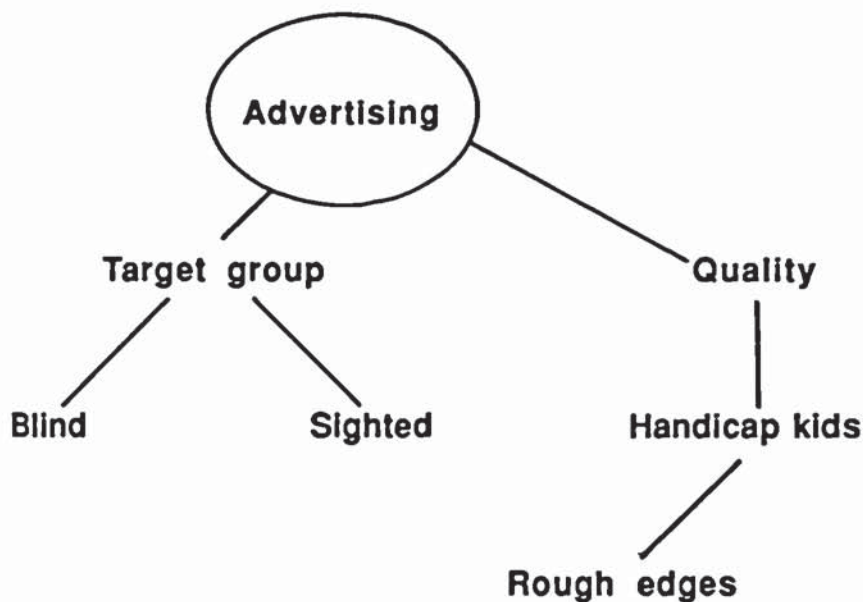 Advertising
Target group
Quality
Blind
Sighted
Handicap kids
Rough edges